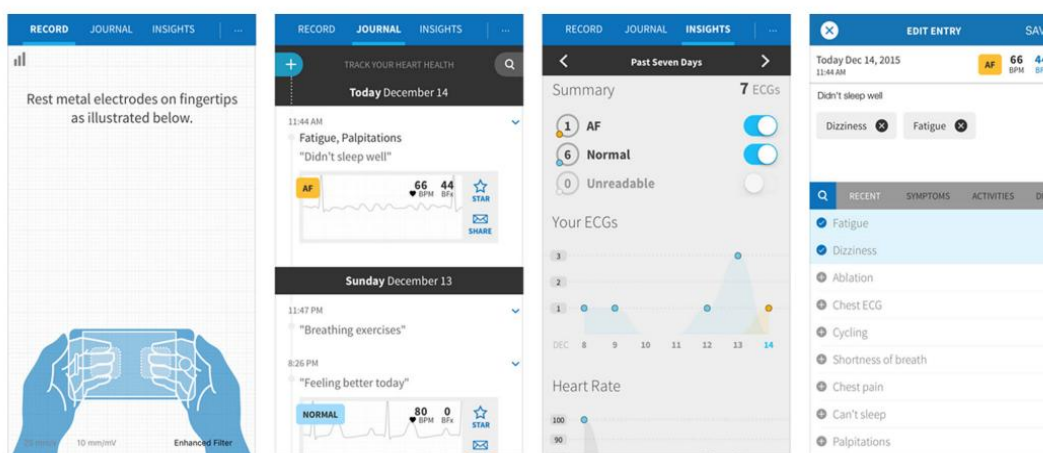 RECORD JOURNAL INSIGHTS ...
Rest metal electrodes on fingertips
as illustrated below.
10 mm/mV Enhanced Filter
RECORD JOURNAL INSIGHTS ...
TRACK YOUR HEART HEALTH
Today December 14
11:44 AM
Fatigue, Palpitations
"Didn't sleep well"
AF 66 BPM 44 BFx STAR
SHARE
Sunday December 13
11:47 PM
"Breathing exercises"
8:26 PM
"Feeling better today"
NORMAL 80 BPM 0 BFx STAR
RECORD JOURNAL INSIGHTS ...
Past Seven Days
Summary 7 ECGs
1 AF
6 Normal
0 Unreadable
Your ECGs
3
2
1
DEC 8 9 10 11 12 13 14
Heart Rate
100
90
EDIT ENTRY SAV
Today Dec 14, 2015
11:44 AM
AF 66 BPM 44
Didn't sleep well
Dizziness Fatigue
RECENT SYMPTOMS ACTIVITIES
Fatigue
Dizziness
Ablation
Chest ECG
Cycling
Shortness of breath
Chest pain
Can't sleep
Palpitations